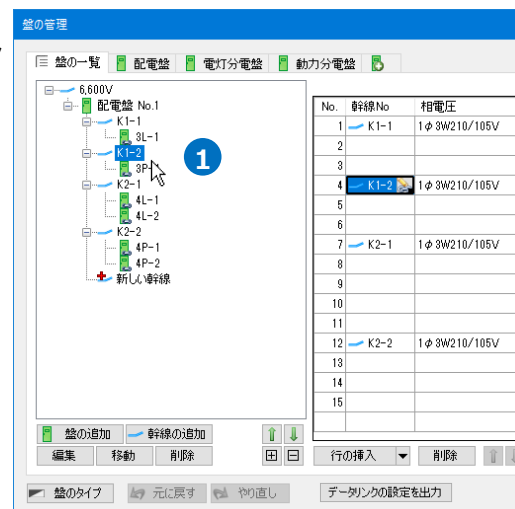 盤の管理
盤の一覧 配電盤 電灯分電盤 動力分電盤
6,600V
配電盤 No.1
K1-1
3L-1
K1-2
3P-
K2-1
4L-1
4L-2
K2-2
4P-1
4P-2
新しい幹線
1
No. 幹線No 相電圧
1 K1-1 1φ3W210/105V
2
3
4 K1-2 1φ3W210/105V
5
6
7 K2-1 1φ3W210/105V
8
9
10
11
12 K2-2 1φ3W210/105V
13
14
15
盤の追加 幹線の追加
編集 移動 削除
行の挿入 削除
盤のタイプ 元に戻す やり直し
データリンクの設定を出力